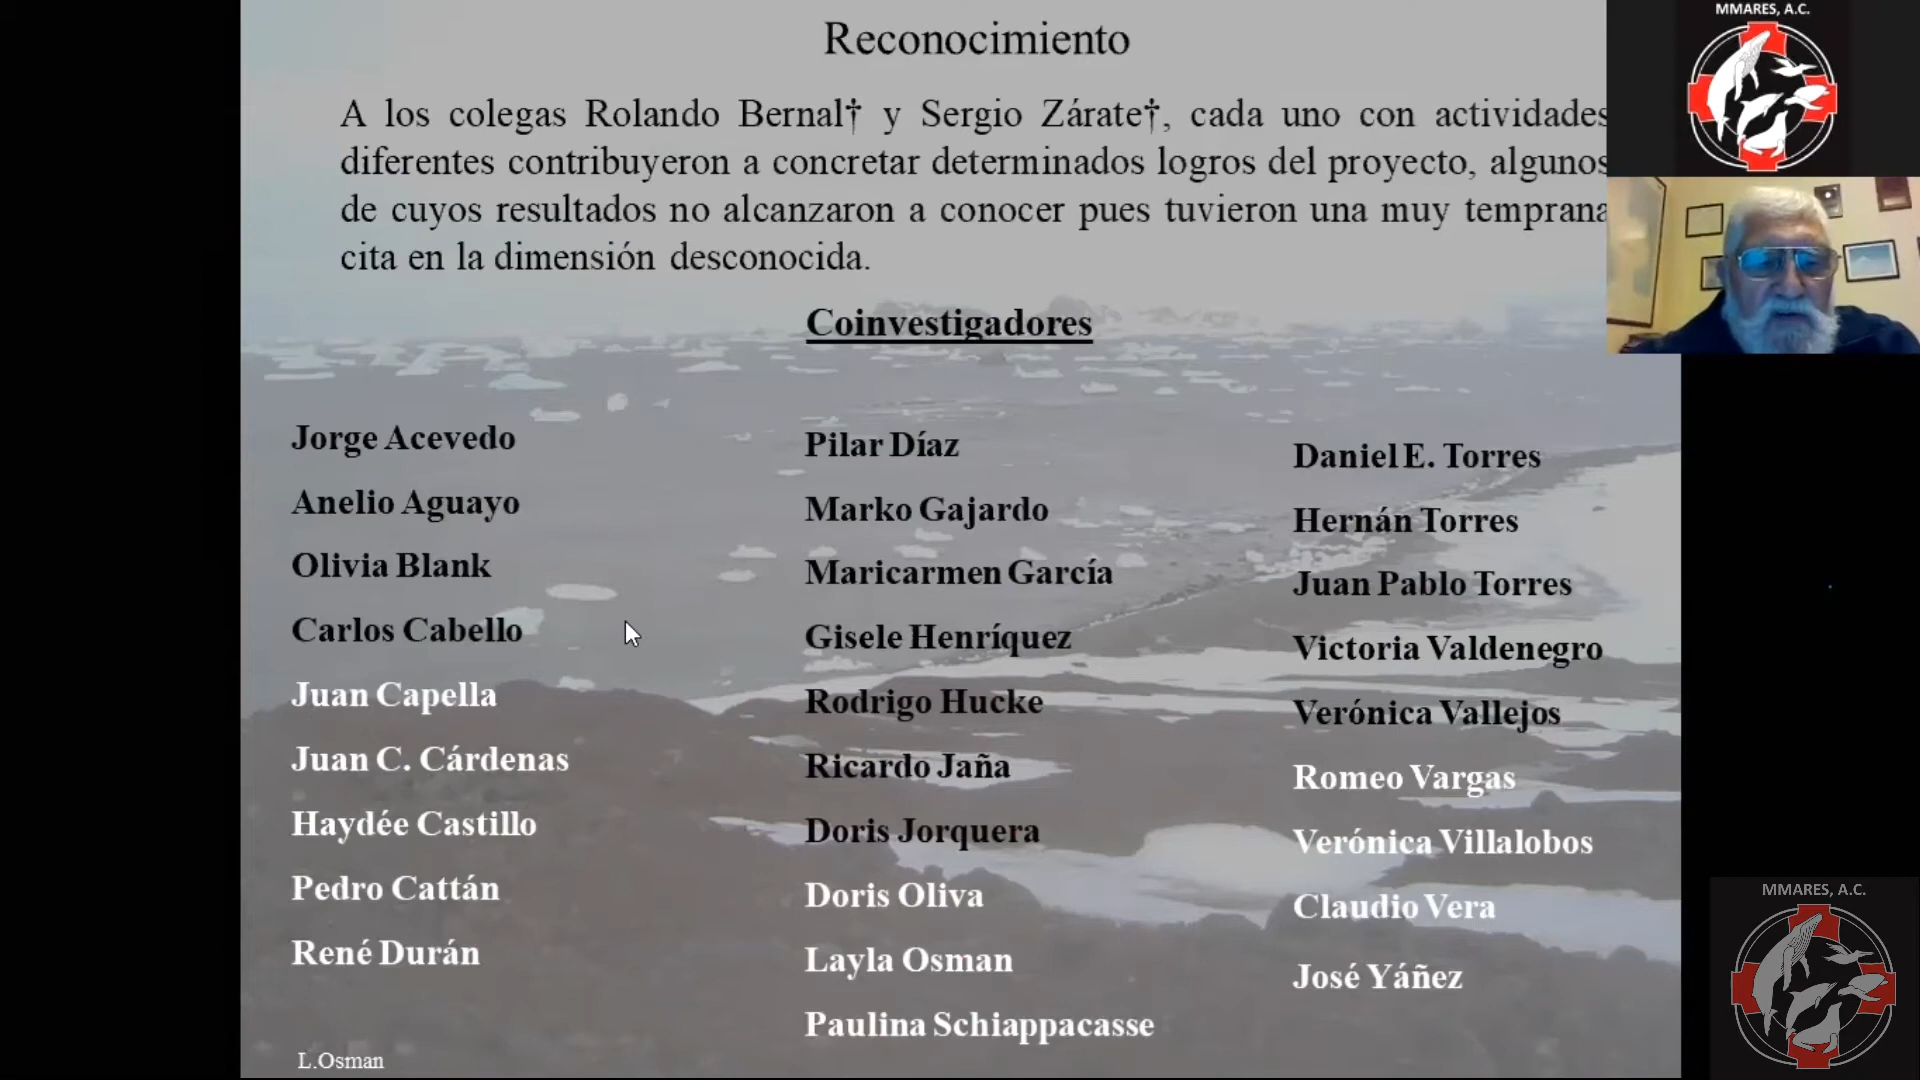 Reconocimiento
A los colegas Rolando Bernal† y Sergio Zárate†, cada uno con actividades
diferentes contribuyeron a concretar determinados logros del proyecto, algunos
de cuyos resultados no alcanzaron a conocer pues tuvieron una muy temprana
cita en la dimensión desconocida.
Coinvestigadores
Jorge Acevedo
Anelio Aguayo
Olivia Blank
Carlos Cabello
Juan Capella
Juan C. Cárdenas
Haydée Castillo
Pedro Cattán
René Durán
Pilar Díaz
Marko Gajardo
Maricarmen García
Gisele Henríquez
Rodrigo Hucke
Ricardo Jaña
Doris Jorquera
Doris Oliva
Layla Osman
Paulina Schiappacasse
Daniel E. Torres
Hernán Torres
Juan Pablo Torres
Victoria Valdenegro
Verónica Vallejos
Romeo Vargas
Verónica Villalobos
Claudio Vera
José Yáñez
L.Osman
MMARES, A.C.
MMARES, A.C.